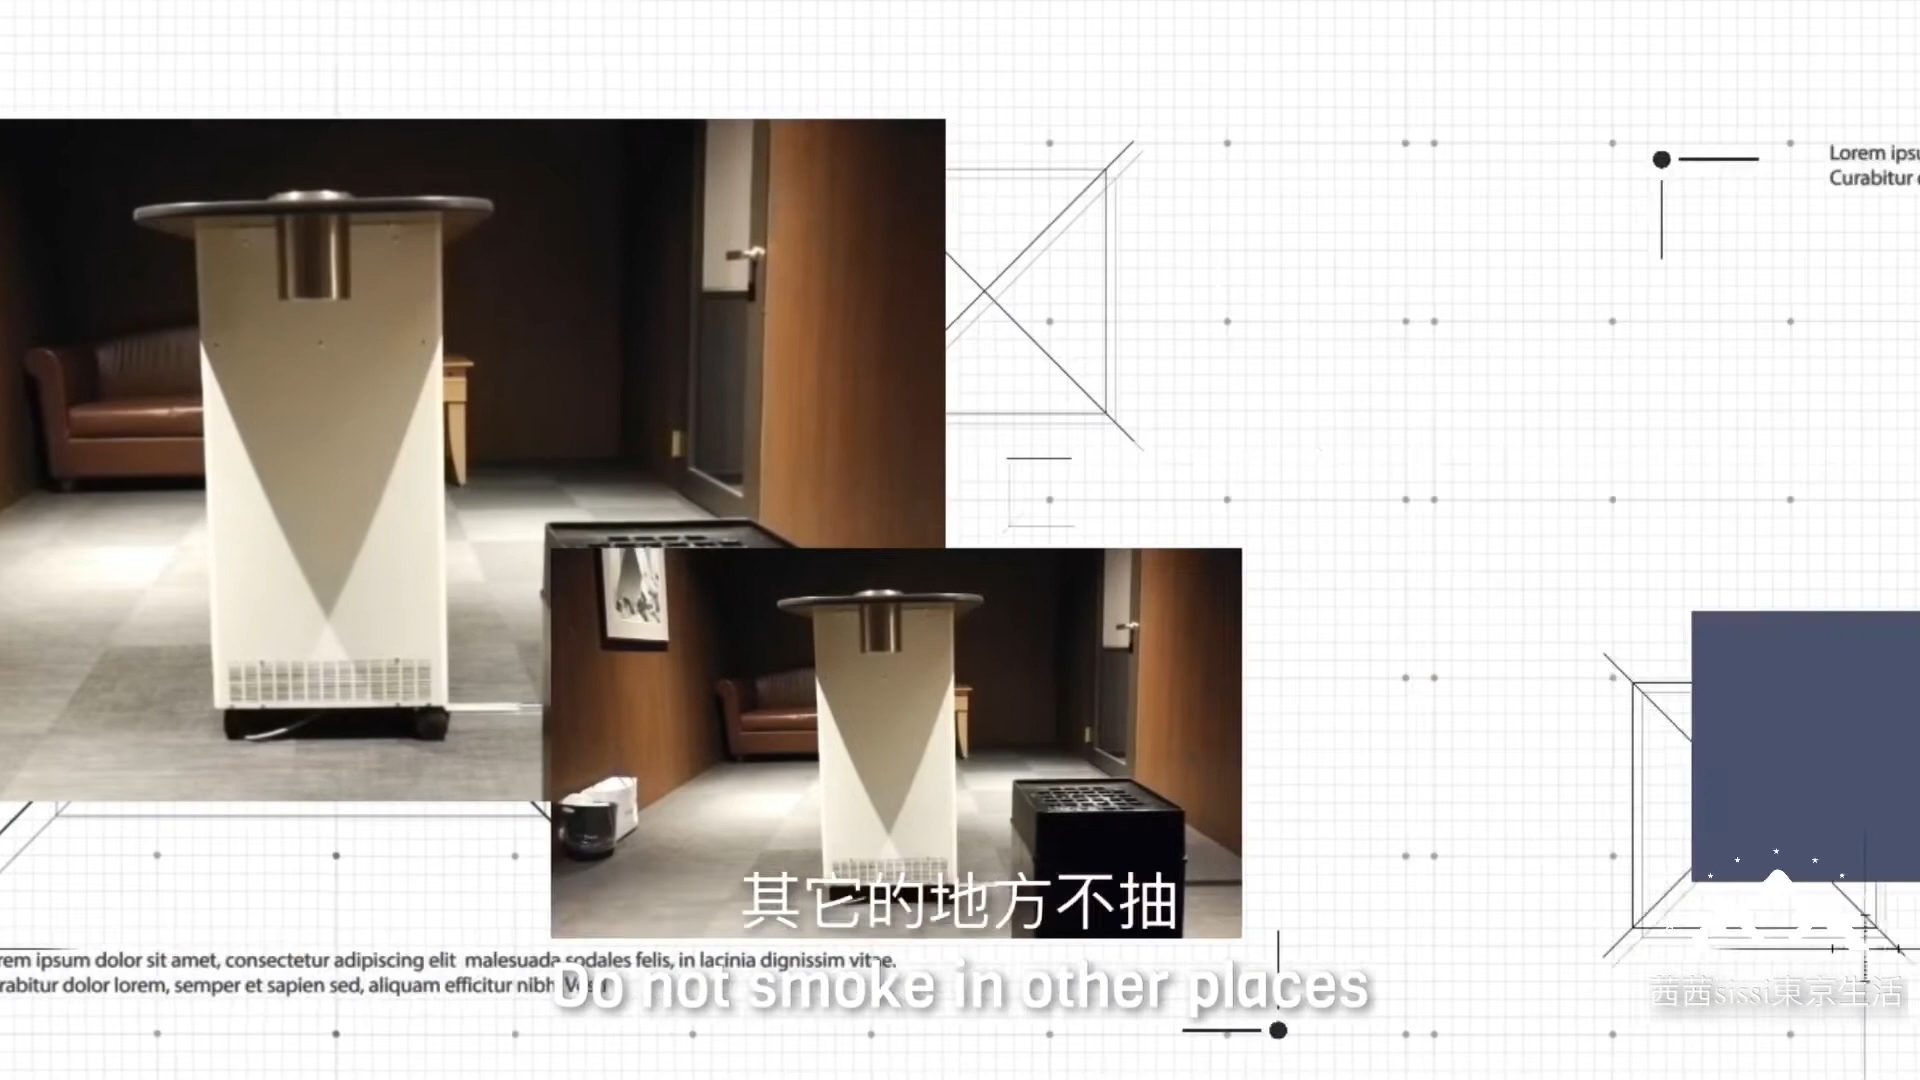 Lorem ipsu
Curabitur
其它的地方不抽
rem ipsum dolor sit amet, consectetur adipiscing elit malesuada sodales felis, in lacinia dignissim vitae.
rabitur dolor lorem, semper et sapien sed, aliquam efficitur nibh
Do not smoke in other places
茜茜sissi東京生活